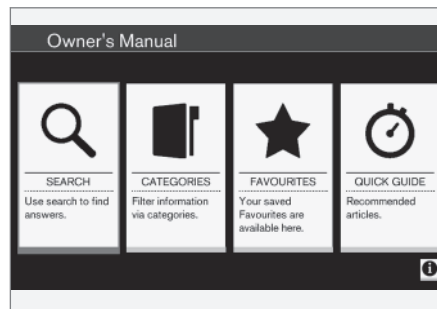 Owner's Manual
SEARCH
Use search to find
answers.
CATEGORIES
Filter information
via categories.
FAVOURITES
Your saved
Favourites are
available here.
QUICK GUIDE
Recommended
articles.
i